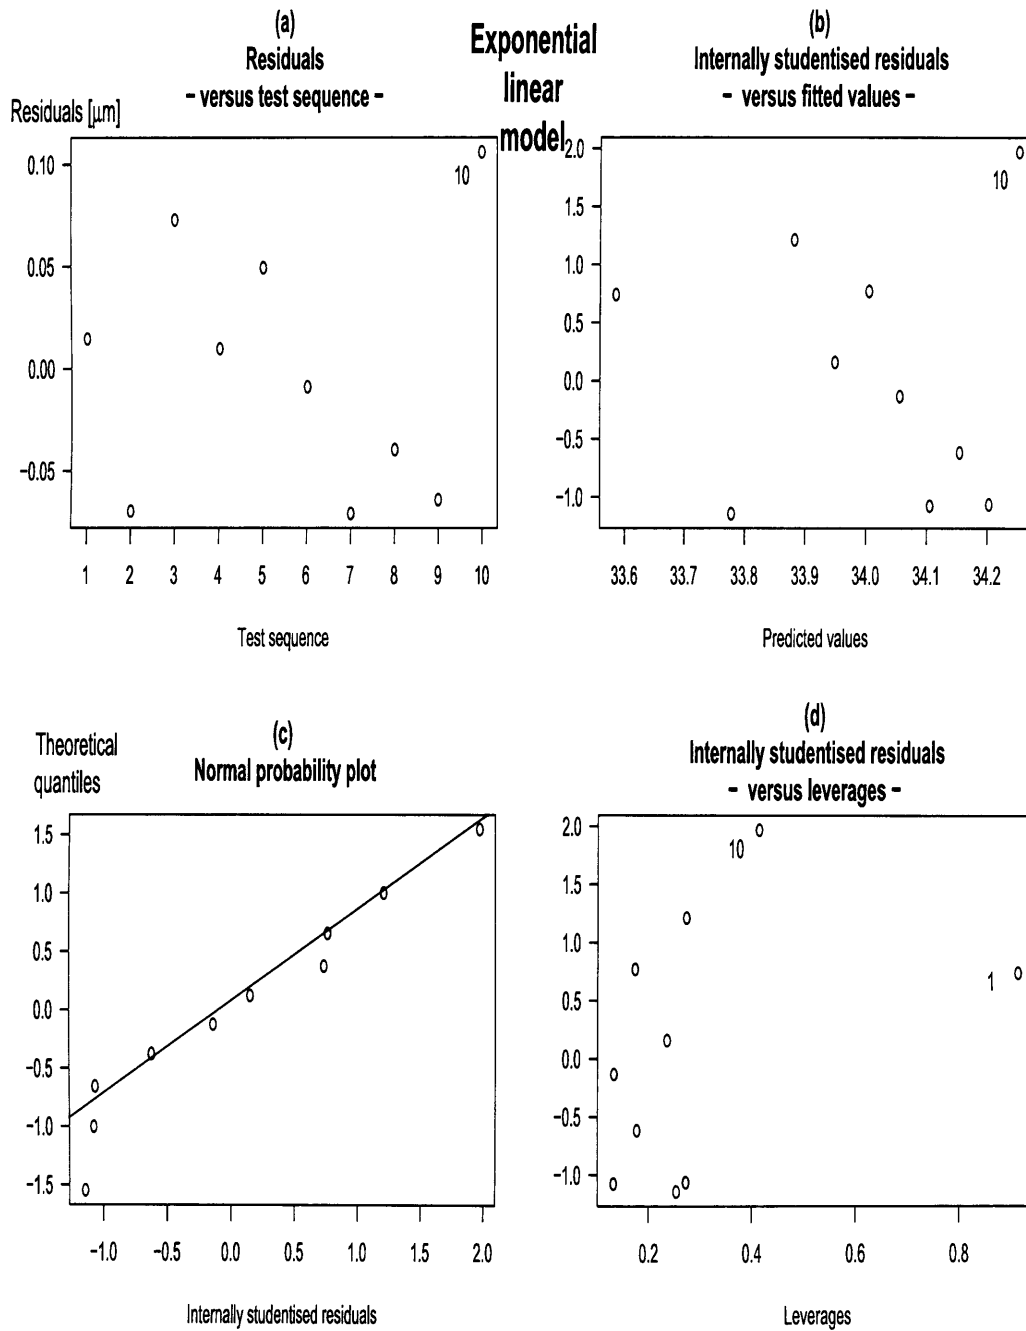 (a)
Residuals
– versus test sequence –
Exponential
linear
model
(b)
Internally studentised residuals
– versus fitted values –
Residuals [µm]
0.10
0.05
0.00
−0.05
10
1 2 3 4 5 6 7 8 9 10
Test sequence
2.0
1.5
1.0
0.5
0.0
−0.5
−1.0
10
33.6 33.7 33.8 33.9 34.0 34.1 34.2
Predicted values
(c)
Normal probability plot
Theoretical
quantiles
1.5
1.0
0.5
0.0
−0.5
−1.0
−1.5
−1.0 −0.5 0.0 0.5 1.0 1.5 2.0
Internally studentised residuals
(d)
Internally studentised residuals
– versus leverages –
2.0
1.5
1.0
0.5
0.0
−0.5
−1.0
10
1
0.2 0.4 0.6 0.8
Leverages